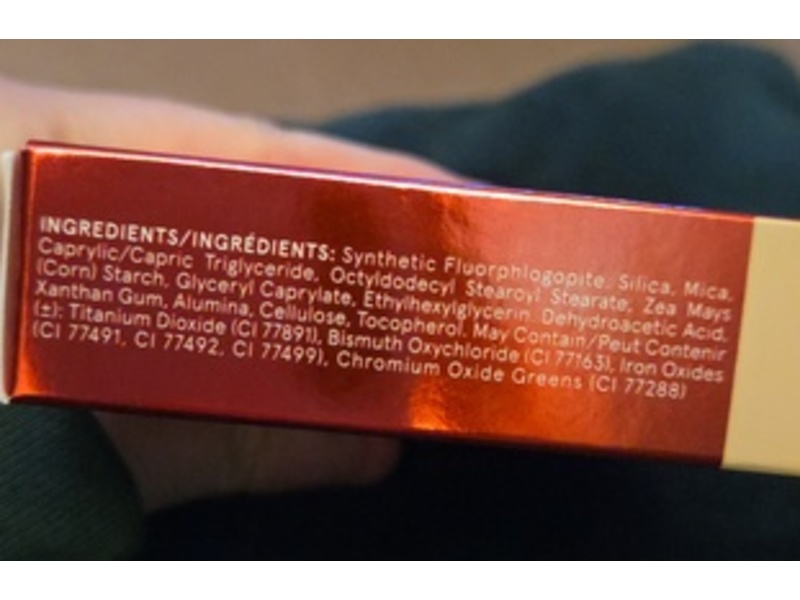 INGREDIENTS/INGRÉDIENTS: Synthetic Fluorphlogopite, Silica, Mica,
Caprylic/Capric Triglyceride, Octyldodecyl Stearoyl Stearate, Zea Mays
(Corn) Starch, Glyceryl Caprylate, Ethylhexylglycerin, Dehydroacetic Acid,
Xanthan Gum, Alumina, Cellulose, Tocopherol. May Contain/Peut Contenir
(±): Titanium Dioxide (CI 77891), Bismuth Oxychloride (CI 77163), Iron Oxides
(CI 77491, CI 77492, CI 77499), Chromium Oxide Greens (CI 77288)